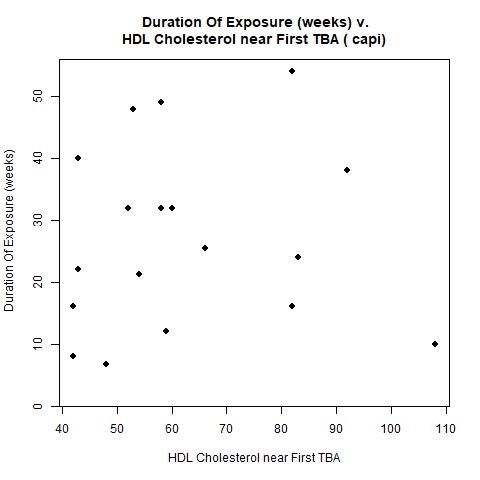 Duration Of Exposure (weeks) v.
HDL Cholesterol near First TBA ( capi)
Duration Of Exposure (weeks)
50
40
30
20
10
0
40 50 60 70 80 90 100 110
HDL Cholesterol near First TBA